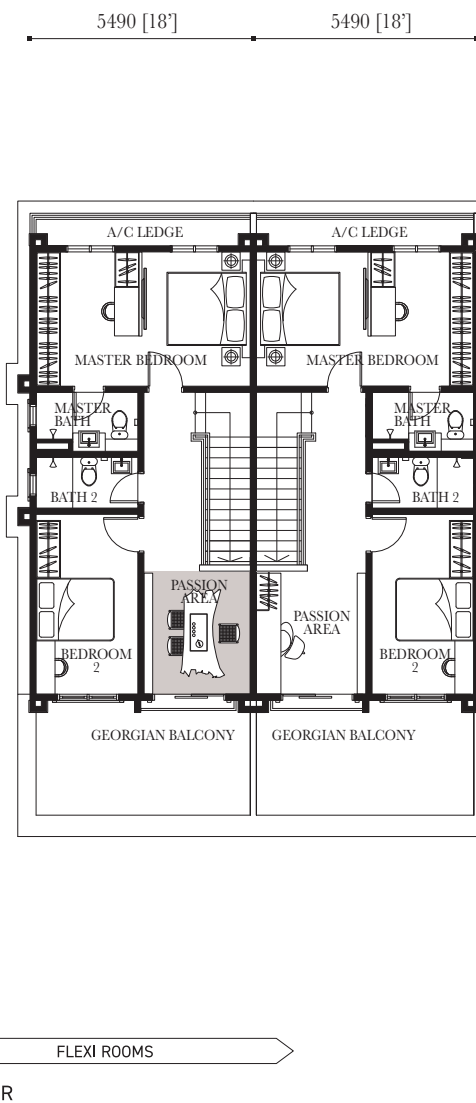 5490 [18’] 5490 [18’]
A/C LEDGE A/C LEDGE
MASTER BEDROOM MASTER BEDROOM
MASTER BATH MASTER BATH
BATH 2 BATH 2
PASSION AREA
PASSION AREA
BEDROOM 2 BEDROOM 2
GEORGIAN BALCONY GEORGIAN BALCONY
FLEXI ROOMS
R